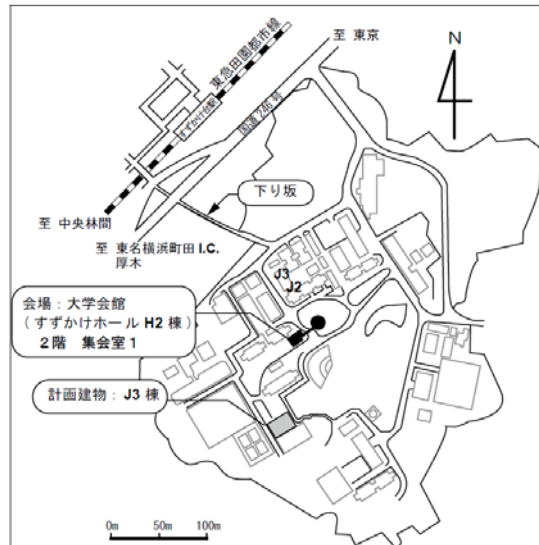 至 東京
N
東急田園都市線
すずかけ台駅
国道246号
下り坂
至 中央林間
至 東名横浜町田 I.C.
厚木
J3
J2
会場：大学会館
（すずかけホール H2 棟）
2階 集会室 1
計画建物：J3 棟
0m 50m 100m